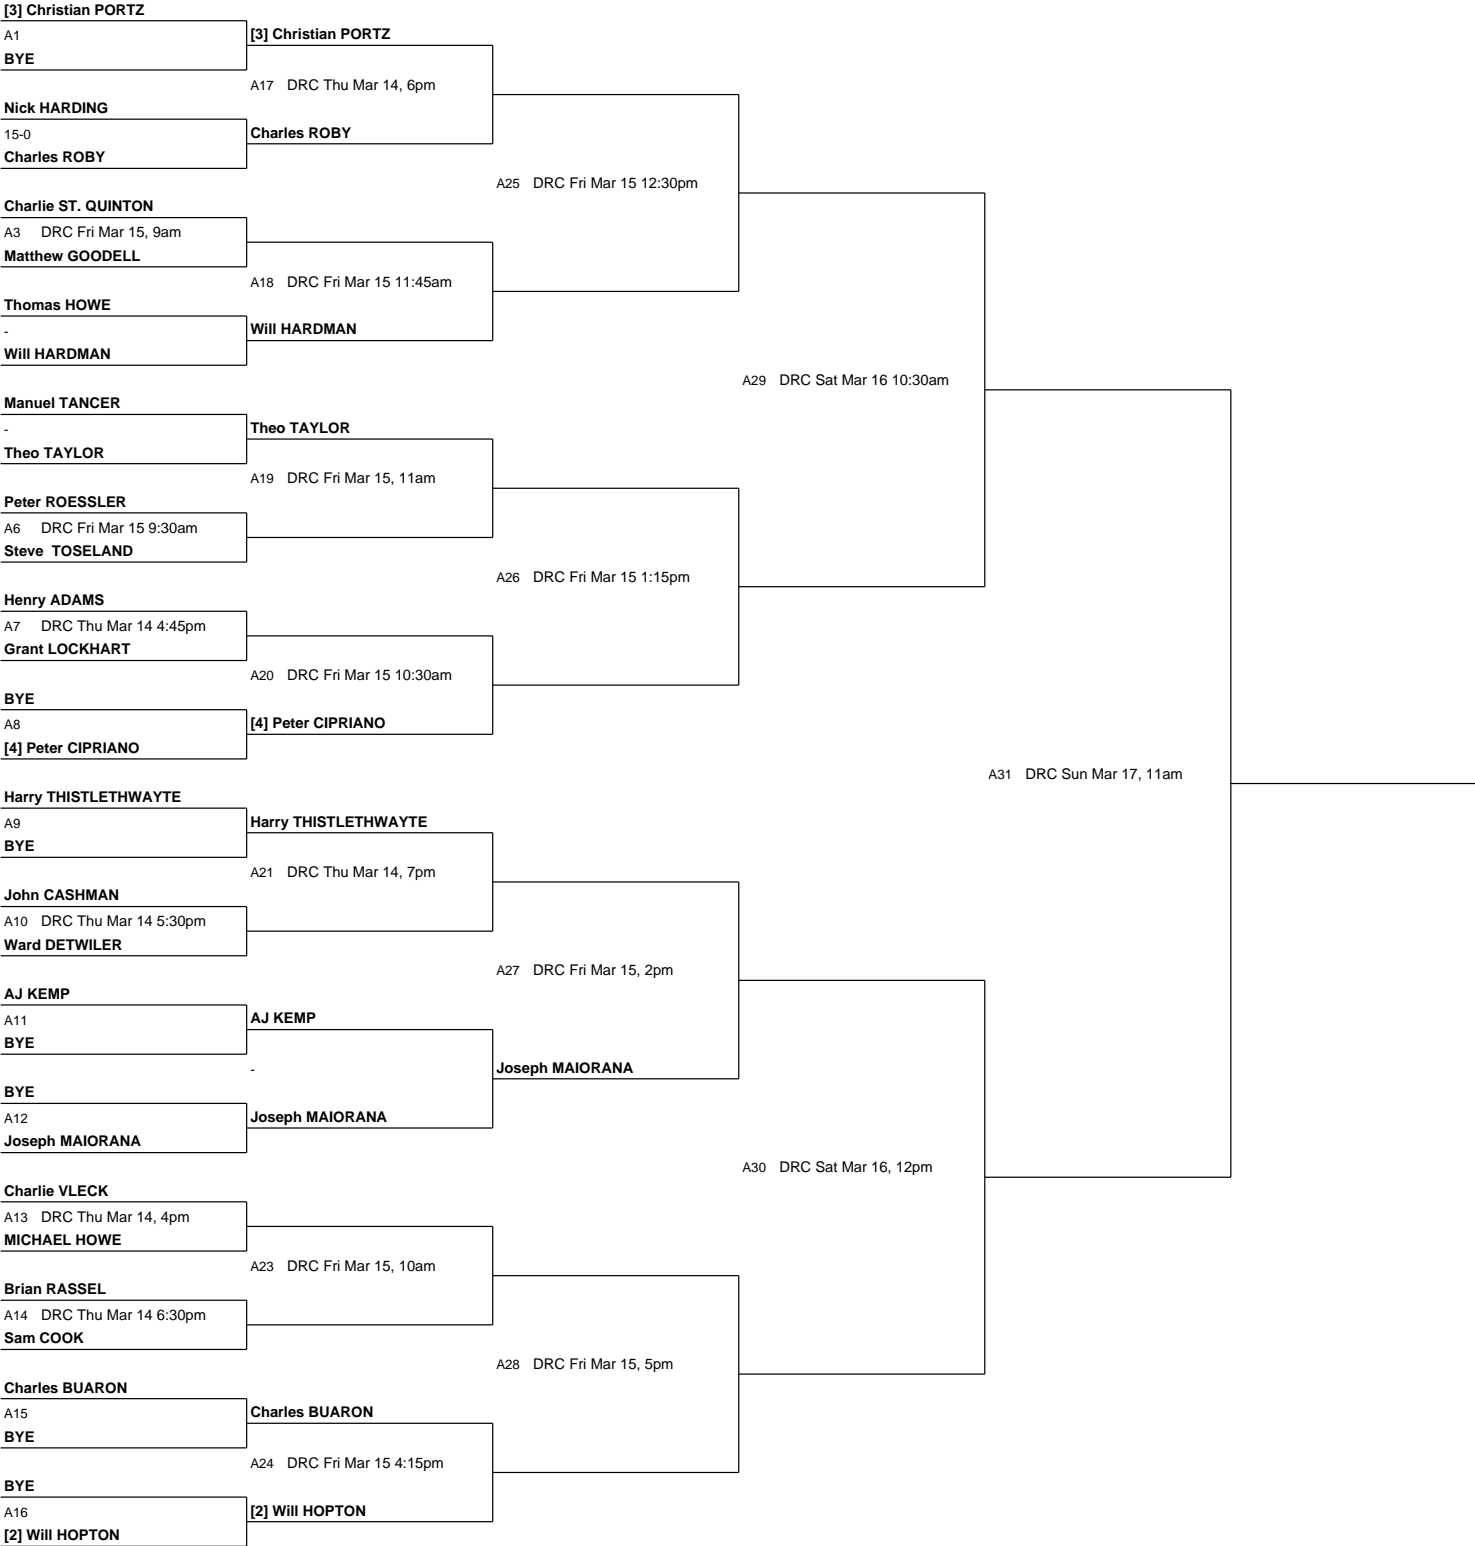 [3] Christian PORTZ
A1
BYE
[3] Christian PORTZ
A17 DRC Thu Mar 14, 6pm
Nick HARDING
15-0
Charles ROBY
Charles ROBY
A25 DRC Fri Mar 15 12:30pm
Charlie ST. QUINTON
A3 DRC Fri Mar 15, 9am
Matthew GOODELL
A18 DRC Fri Mar 15 11:45am
Thomas HOWE
-
Will HARDMAN
Will HARDMAN
A29 DRC Sat Mar 16 10:30am
Manuel TANCER
-
Theo TAYLOR
Theo TAYLOR
A19 DRC Fri Mar 15, 11am
Peter ROESSLER
A6 DRC Fri Mar 15 9:30am
Steve TOSELAND
A26 DRC Fri Mar 15 1:15pm
Henry ADAMS
A7 DRC Thu Mar 14 4:45pm
Grant LOCKHART
A20 DRC Fri Mar 15 10:30am
BYE
A8
[4] Peter CIPRIANO
[4] Peter CIPRIANO
A31 DRC Sun Mar 17, 11am
Harry THISTLETHWAYTE
A9
BYE
Harry THISTLETHWAYTE
A21 DRC Thu Mar 14, 7pm
John CASHMAN
A10 DRC Thu Mar 14 5:30pm
Ward DETWILER
A27 DRC Fri Mar 15, 2pm
AJ KEMP
A11
BYE
AJ KEMP
-
Joseph MAIORANA
BYE
A12
Joseph MAIORANA
Joseph MAIORANA
A30 DRC Sat Mar 16, 12pm
Charlie VLECK
A13 DRC Thu Mar 14, 4pm
MICHAEL HOWE
A23 DRC Fri Mar 15, 10am
Brian RASSEL
A14 DRC Thu Mar 14 6:30pm
Sam COOK
A28 DRC Fri Mar 15, 5pm
Charles BUARON
A15
BYE
Charles BUARON
A24 DRC Fri Mar 15 4:15pm
BYE
A16
[2] Will HOPTON
[2] Will HOPTON